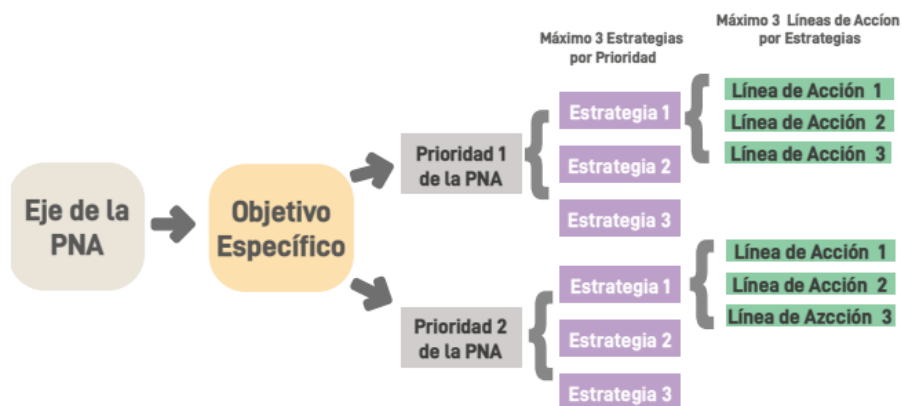 Máximo 3 Estrategias
por Prioridad
Máximo 3 Líneas de Accíon
por Estrategias
Eje de la
PNA
Objetivo
Específico
Prioridad 1
de la PNA
Estrategia 1
Estrategia 2
Estrategia 3
Línea de Acción 1
Línea de Acción 2
Línea de Acción 3
Prioridad 2
de la PNA
Estrategia 1
Estrategia 2
Estrategia 3
Línea de Acción 1
Línea de Acción 2
Línea de Azcción 3